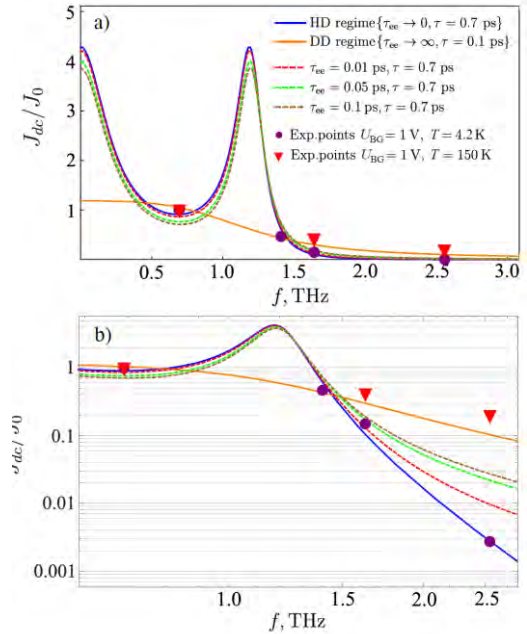 a)
HD regime{τee → 0, τ = 0.7 ps}
DD regime{τee → ∞, τ = 0.1 ps}
τee = 0.01 ps, τ = 0.7 ps
τee = 0.05 ps, τ = 0.7 ps
τee = 0.1 ps, τ = 0.7 ps
Exp.points UBG = 1 V, T = 4.2 K
Exp.points UBG = 1 V, T = 150 K
Jdc/J0
5
4
3
2
1
0.5 1.0 1.5 2.0 2.5 3.0
f, THz
b)
Jdc/J0
1
0.1
0.01
0.001
1.0 1.5 2.0 2.5
f, THz